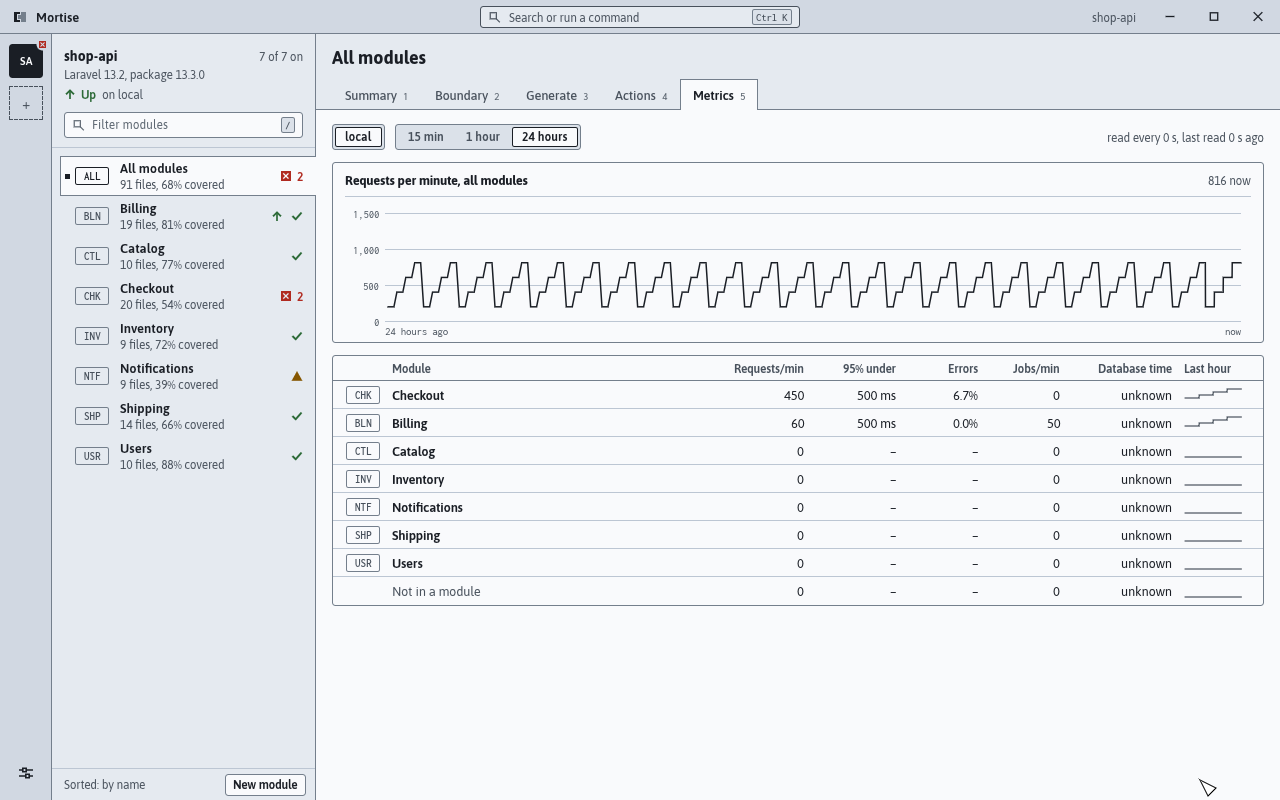 Mortise
Search or run a command
Ctrl K
shop-api
SA
+
shop-api
7 of 7 on
Laravel 13.2, package 13.3.0
Up on local
Filter modules
/
ALL
All modules
91 files, 68% covered
2
BLN
Billing
19 files, 81% covered
CTL
Catalog
10 files, 77% covered
CHK
Checkout
20 files, 54% covered
2
INV
Inventory
9 files, 72% covered
NTF
Notifications
9 files, 39% covered
SHP
Shipping
14 files, 66% covered
USR
Users
10 files, 88% covered
Sorted: by name
New module
All modules
Summary 1 Boundary 2 Generate 3 Actions 4 Metrics 5
local 15 min 1 hour 24 hours
read every 0 s, last read 0 s ago
Requests per minute, all modules
816 now
1,500
1,000
500
0
24 hours ago
now
Module Requests/min 95% under Errors Jobs/min Database time Last hour
CHK Checkout 450 500 ms 6.7% 0 unknown
BLN Billing 60 500 ms 0.0% 50 unknown
CTL Catalog 0 – – 0 unknown
INV Inventory 0 – – 0 unknown
NTF Notifications 0 – – 0 unknown
SHP Shipping 0 – – 0 unknown
USR Users 0 – – 0 unknown
Not in a module 0 – – 0 unknown